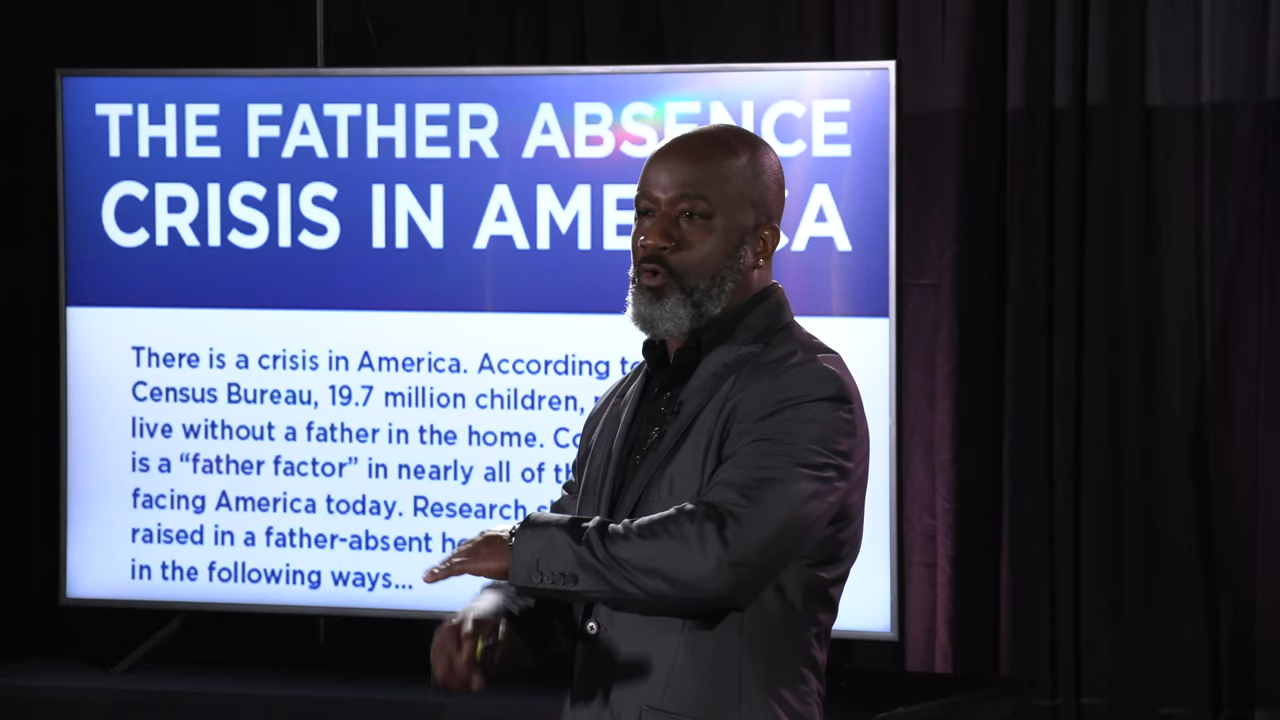 THE FATHER ABSENCE
CRISIS IN AMERICA
There is a crisis in America. According
Census Bureau, 19.7 million children,
live without a father in the home.
is a “father factor” in nearly all of
facing America today. Research
raised in a father-absent
in the following ways...